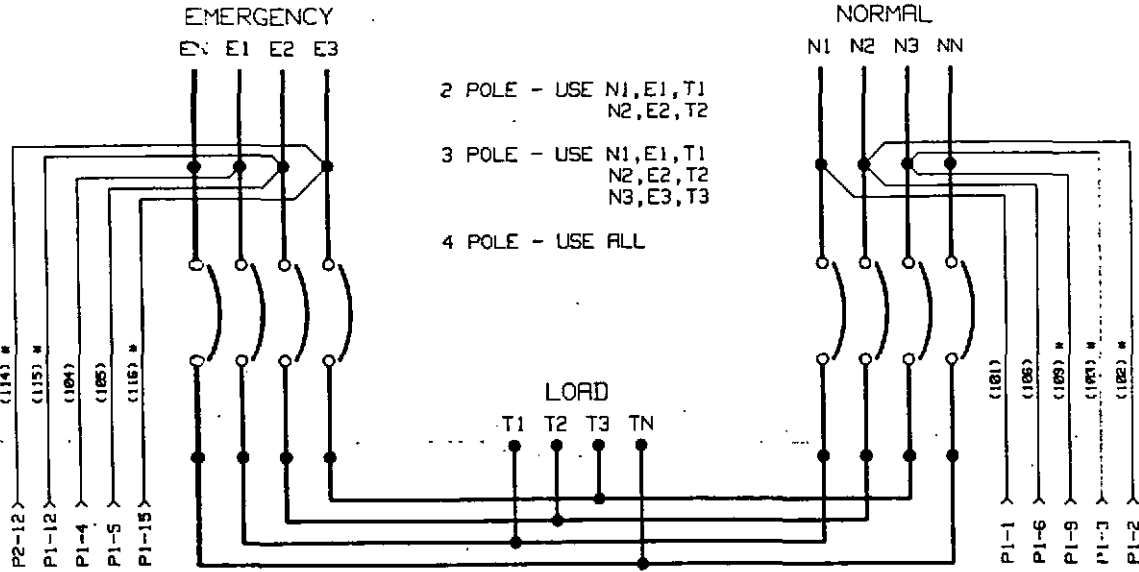 EMERGENCY
E1 E2 E3
NORMAL
N1 N2 N3 NN
2 POLE - USE N1,E1,T1
N2,E2,T2
3 POLE - USE N1,E1,T1
N2,E2,T2
N3,E3,T3
4 POLE - USE ALL
LOAD
T1 T2 T3 TN
(114) *
(115) *
(104)
(105)
(116) *
(101)
(106)
(109) *
(103) *
(102) *
P2-12
P1-12
P1-4
P1-5
P1-15
P1-1
P1-6
P1-9
P1-3
P1-2